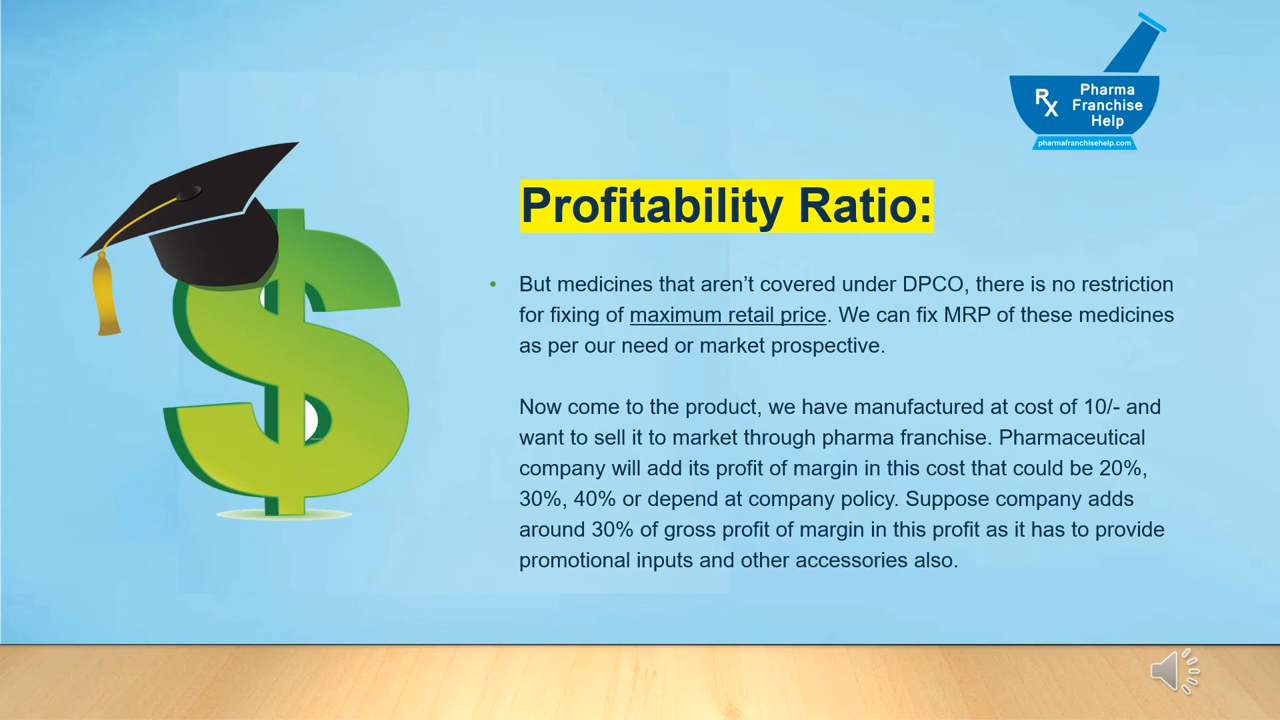 Rx
Pharma
Franchise
Help
pharmafranchisehelp.com
Profitability Ratio:
• But medicines that aren’t covered under DPCO, there is no restriction
for fixing of maximum retail price. We can fix MRP of these medicines
as per our need or market prospective.
Now come to the product, we have manufactured at cost of 10/- and
want to sell it to market through pharma franchise. Pharmaceutical
company will add its profit of margin in this cost that could be 20%,
30%, 40% or depend at company policy. Suppose company adds
around 30% of gross profit of margin in this profit as it has to provide
promotional inputs and other accessories also.